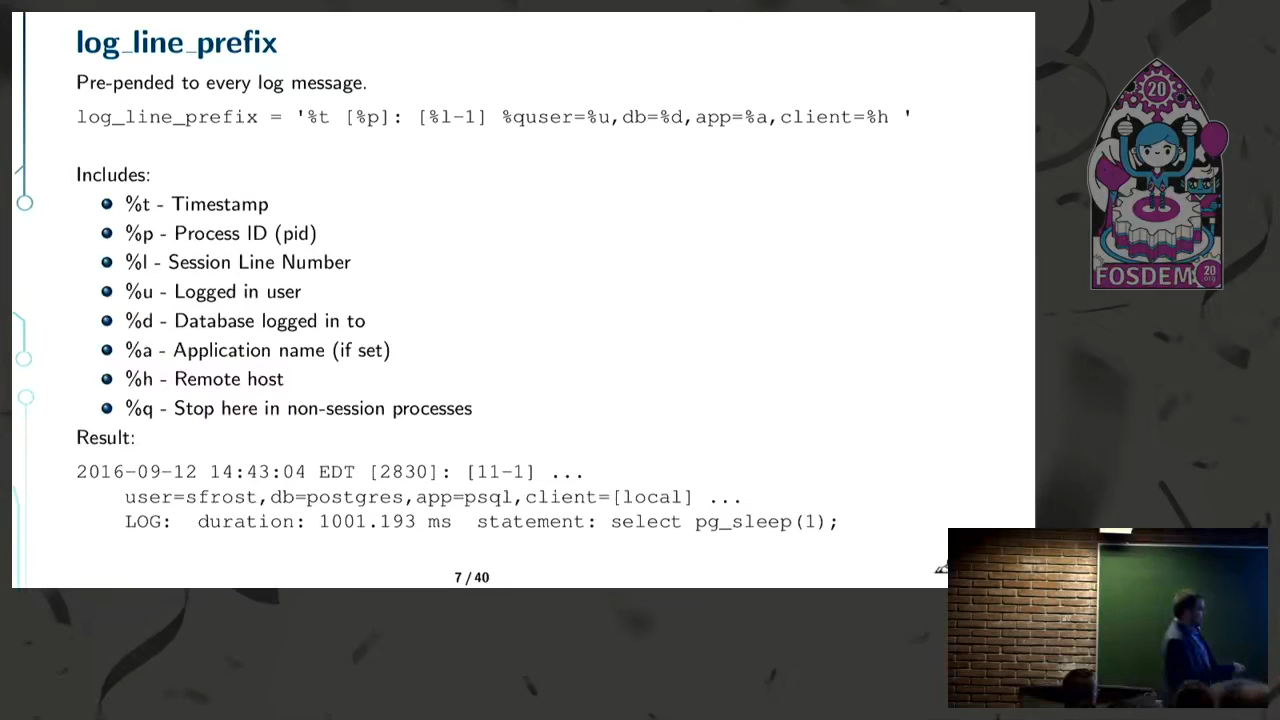 log_line_prefix
Pre-pended to every log message.
log_line_prefix = '%t [%p]: [%l-1] %quser=%u,db=%d,app=%a,client=%h '
Includes:
%t - Timestamp
%p - Process ID (pid)
%l - Session Line Number
%u - Logged in user
%d - Database logged in to
%a - Application name (if set)
%h - Remote host
%q - Stop here in non-session processes
Result:
2016-09-12 14:43:04 EDT [2830]: [11-1] ...
user=sfrost,db=postgres,app=psql,client=[local] ...
LOG:  duration: 1001.193 ms  statement: select pg_sleep(1);
7 / 40
20
FOSDEM
20
.org